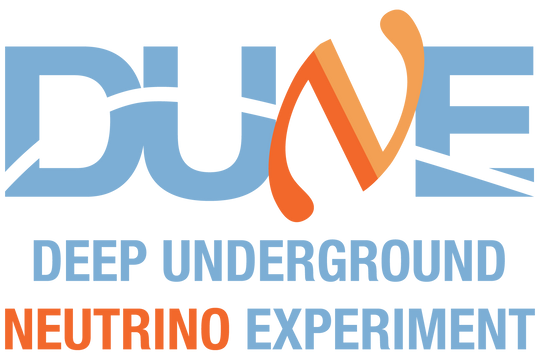 DUNE
DEEP UNDERGROUND
NEUTRINO EXPERIMENT